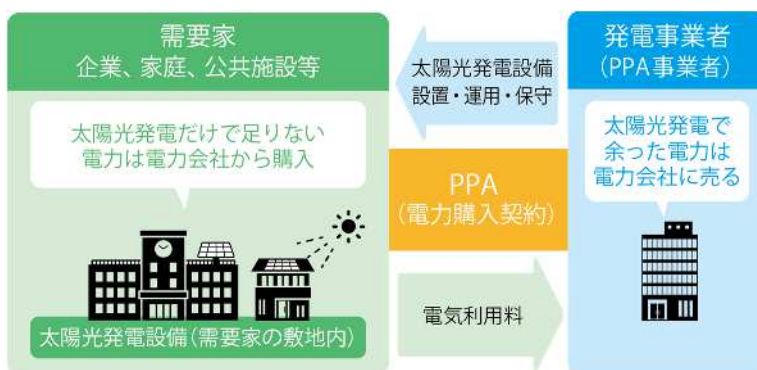 需要家
企業、家庭、公共施設等
太陽光発電だけで足りない
電力は電力会社から購入
太陽光発電設備(需要家の敷地内)
太陽光発電設備
設置・運用・保守
PPA
(電力購入契約)
電気利用料
発電事業者
(PPA事業者)
太陽光発電で
余った電力は
電力会社に売る